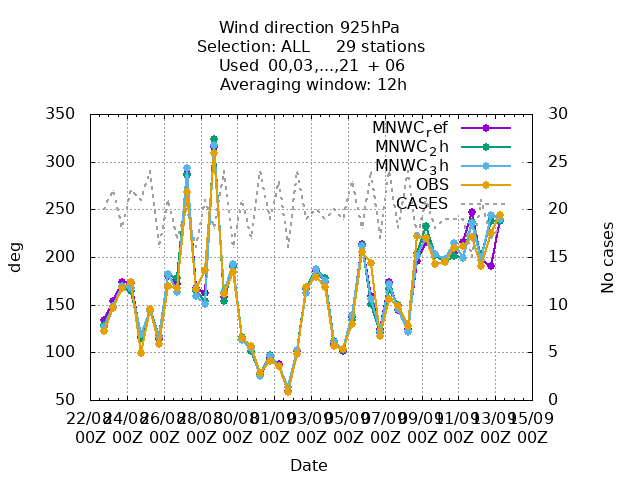 Wind direction 925hPa
Selection: ALL 29 stations
Used 00,03,...,21 + 06
Averaging window: 12h
350 30
300 25
250 20
200 15
150 10
100 5
50 0
MNWC_ref
MNWC_2h
MNWC_3h
OBS
CASES
deg
No cases
22/08 24/08 26/08 28/08 30/08 01/09 03/09 05/09 07/09 09/09 11/09 13/09 15/09
00Z 00Z 00Z 00Z 00Z 00Z 00Z 00Z 00Z 00Z 00Z 00Z 00Z
Date